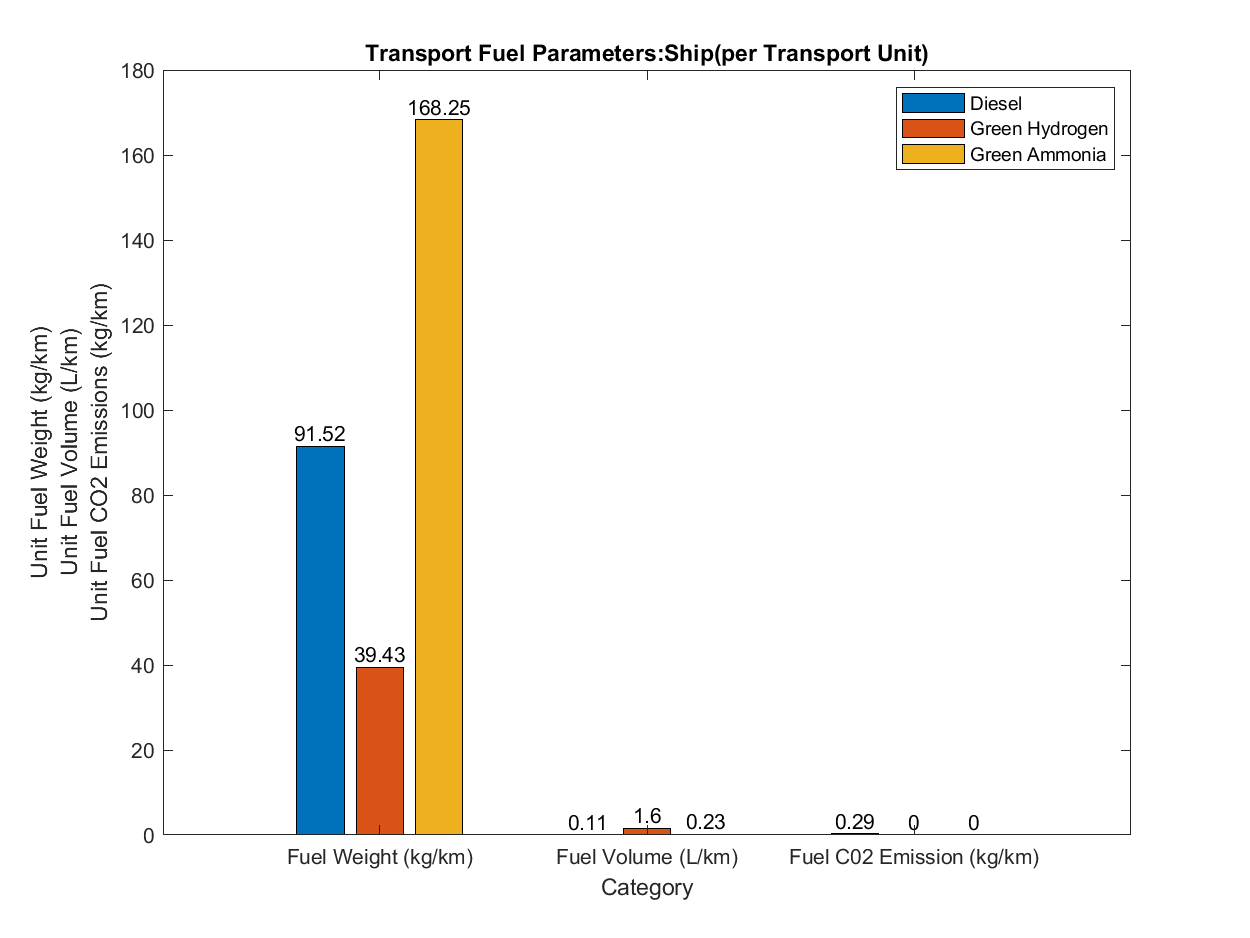 Transport Fuel Parameters:Ship(per Transport Unit)
Diesel
Green Hydrogen
Green Ammonia
Unit Fuel Weight (kg/km)
Unit Fuel Volume (L/km)
Unit Fuel CO2 Emissions (kg/km)
180
160
140
120
100
80
60
40
20
0
91.52
39.43
168.25
0.11
1.6
0.23
0.29
0
0
Fuel Weight (kg/km)
Fuel Volume (L/km)
Fuel C02 Emission (kg/km)
Category